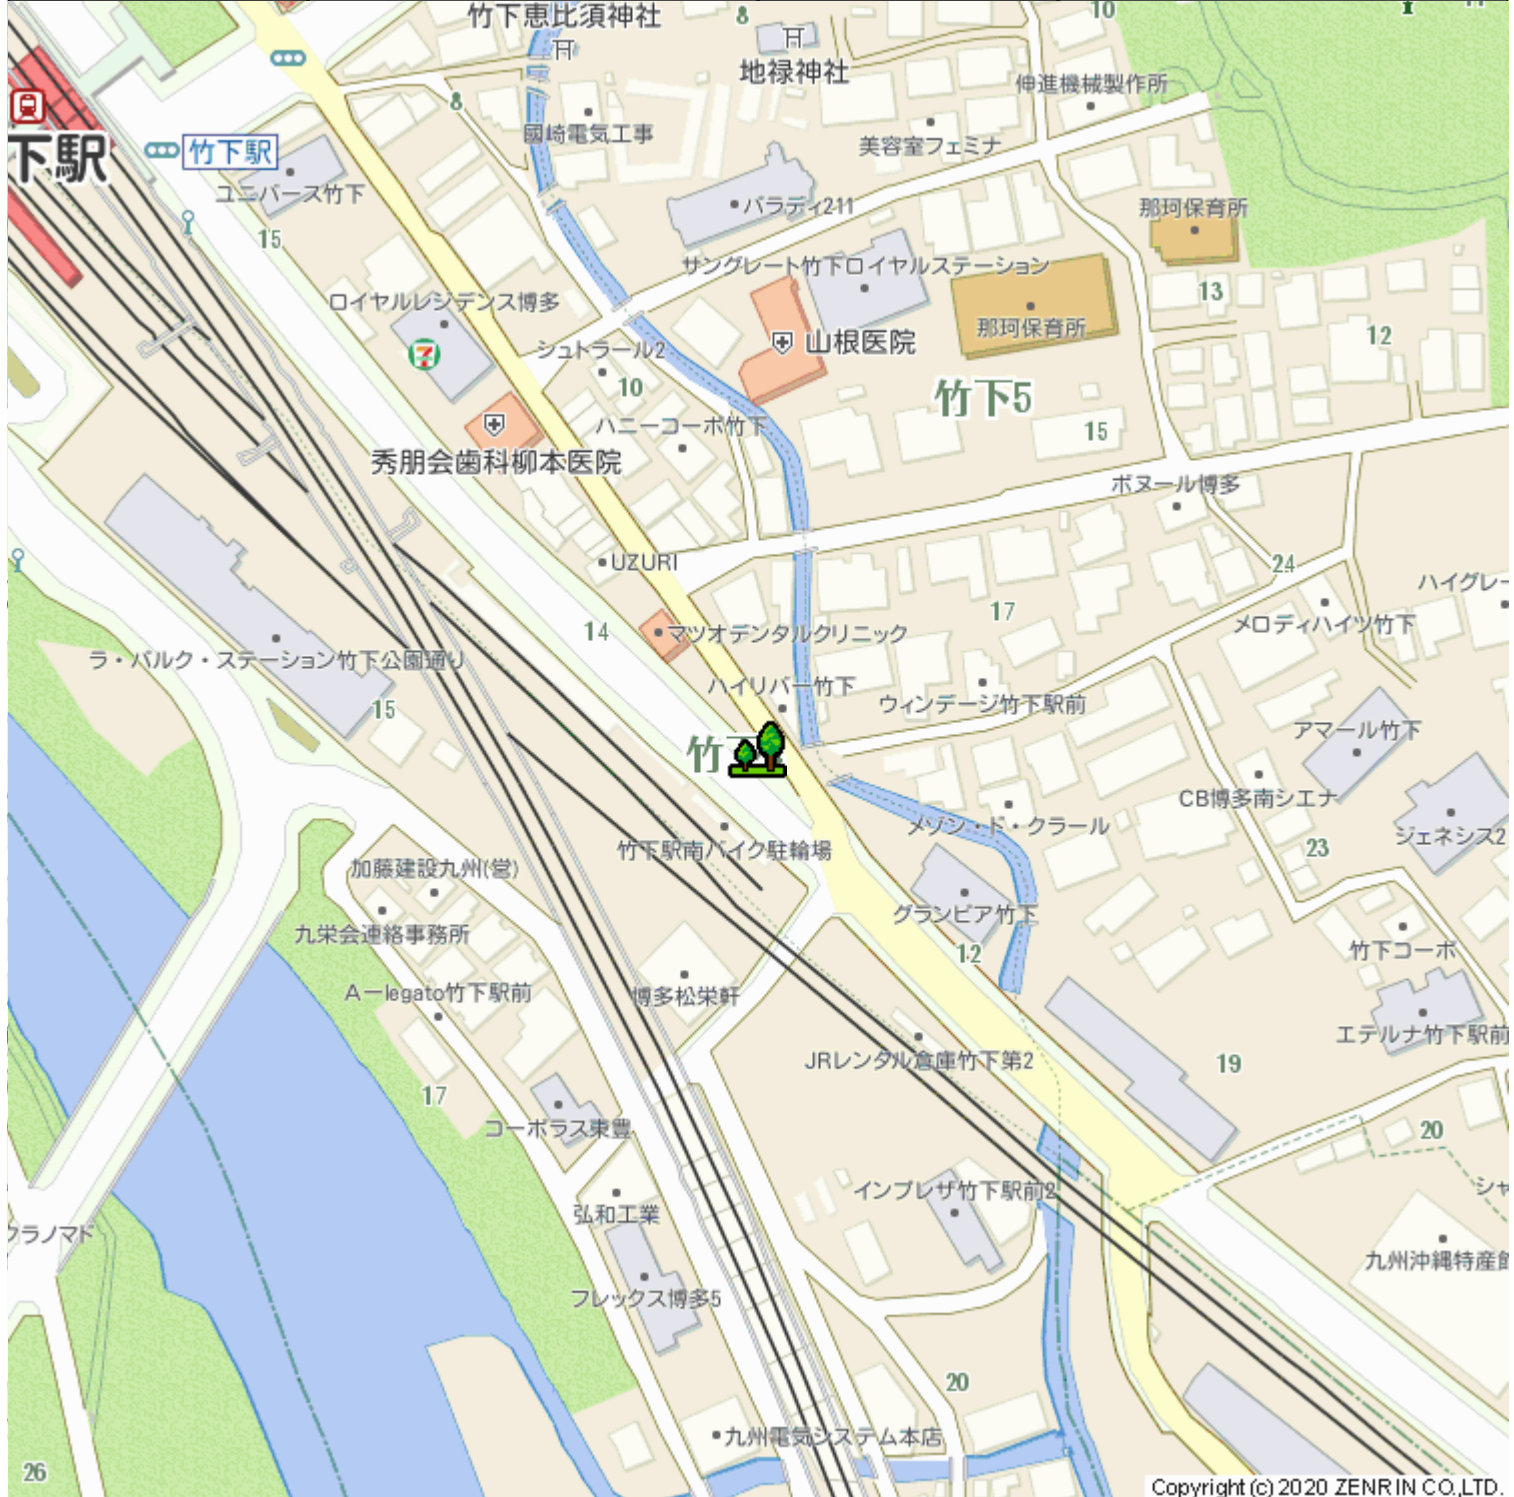 竹下恵比須神社
8
10
地禄神社
伸進機械製作所
8
國崎電気工事
美容室フェミナ
下駅
竹下駅
ユニバース竹下
パラディ211
那珂保育所
15
サングレート竹下ロイヤルステーション
13
ロイヤルレジデンス博多
那珂保育所
12
山根医院
シュトラール2
10
竹下5
ハニーコーポ竹下
15
秀朋会歯科柳本医院
ボヌール博多
UZURI
24
ハイグレー
14
マツオデンタルクリニック
17
メロディハイツ竹下
ラ・パルク・ステーション竹下公園通り
ハイリバー竹下
ウィンデージ竹下駅前
15
アマール竹下
竹下
CB博多南シエナ
メゾン・ド・クラール
ジェネシス2
竹下駅南バイク駐輪場
23
加藤建設九州(営)
グランピア竹下
九栄会連絡事務所
竹下コーポ
12
A－legato竹下駅前
博多松栄軒
エテルナ竹下駅前
JRレンタル倉庫竹下第2
19
17
コーポラス東豊
20
インプレザ竹下駅前2
シャ
弘和工業
クラノマド
九州沖縄特産館
フレックス博多5
20
九州電気システム本店
26
Copyright (c) 2020 ZENRIN CO.,LTD.